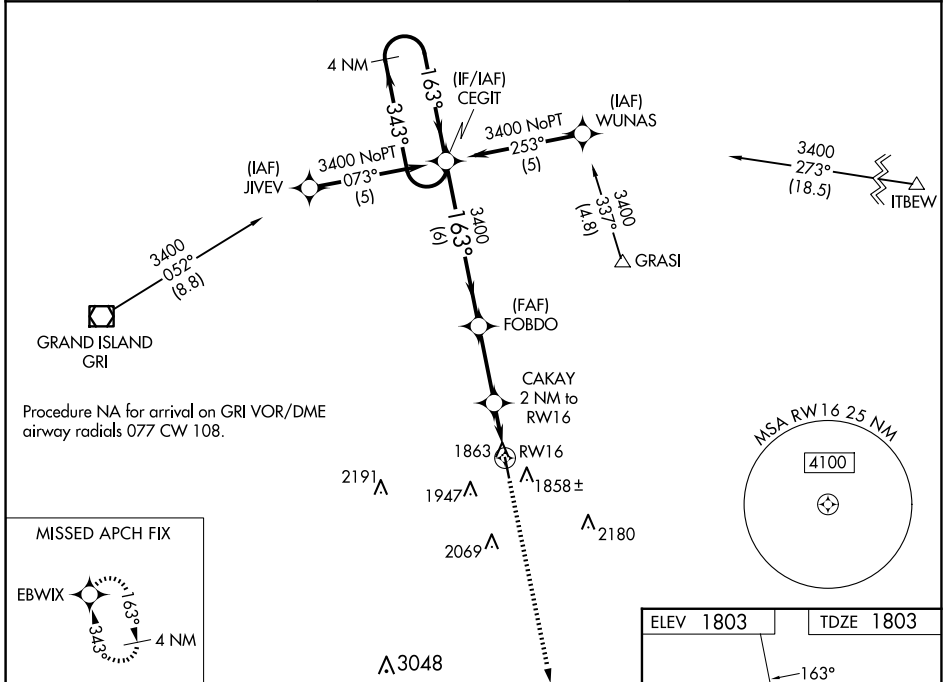 4 NM
163°
343°
(IF/IAF)
CEGIT
(IAF)
WUNAS
3400 NoPT
253°
(5)
(IAF)
JIVEV
3400 NoPT
073°
(5)
3400
273°
(18.5)
ITBEW
3400
337°
(4.8)
GRASI
3400
163°
(6)
3400
052°
(8.8)
GRAND ISLAND
GRI
(FAF)
FOBDO
CAKAY
2 NM to
RW16
Procedure NA for arrival on GRI VOR/DME
airway radials 077 CW 108.
1863
RW16
2191
1947
1858 ±
2069
2180
3048
MSA RW16 25 NM
4100
MISSED APCH FIX
EBWIX
163°
343°
4 NM
ELEV 1803
TDZE 1803
163°